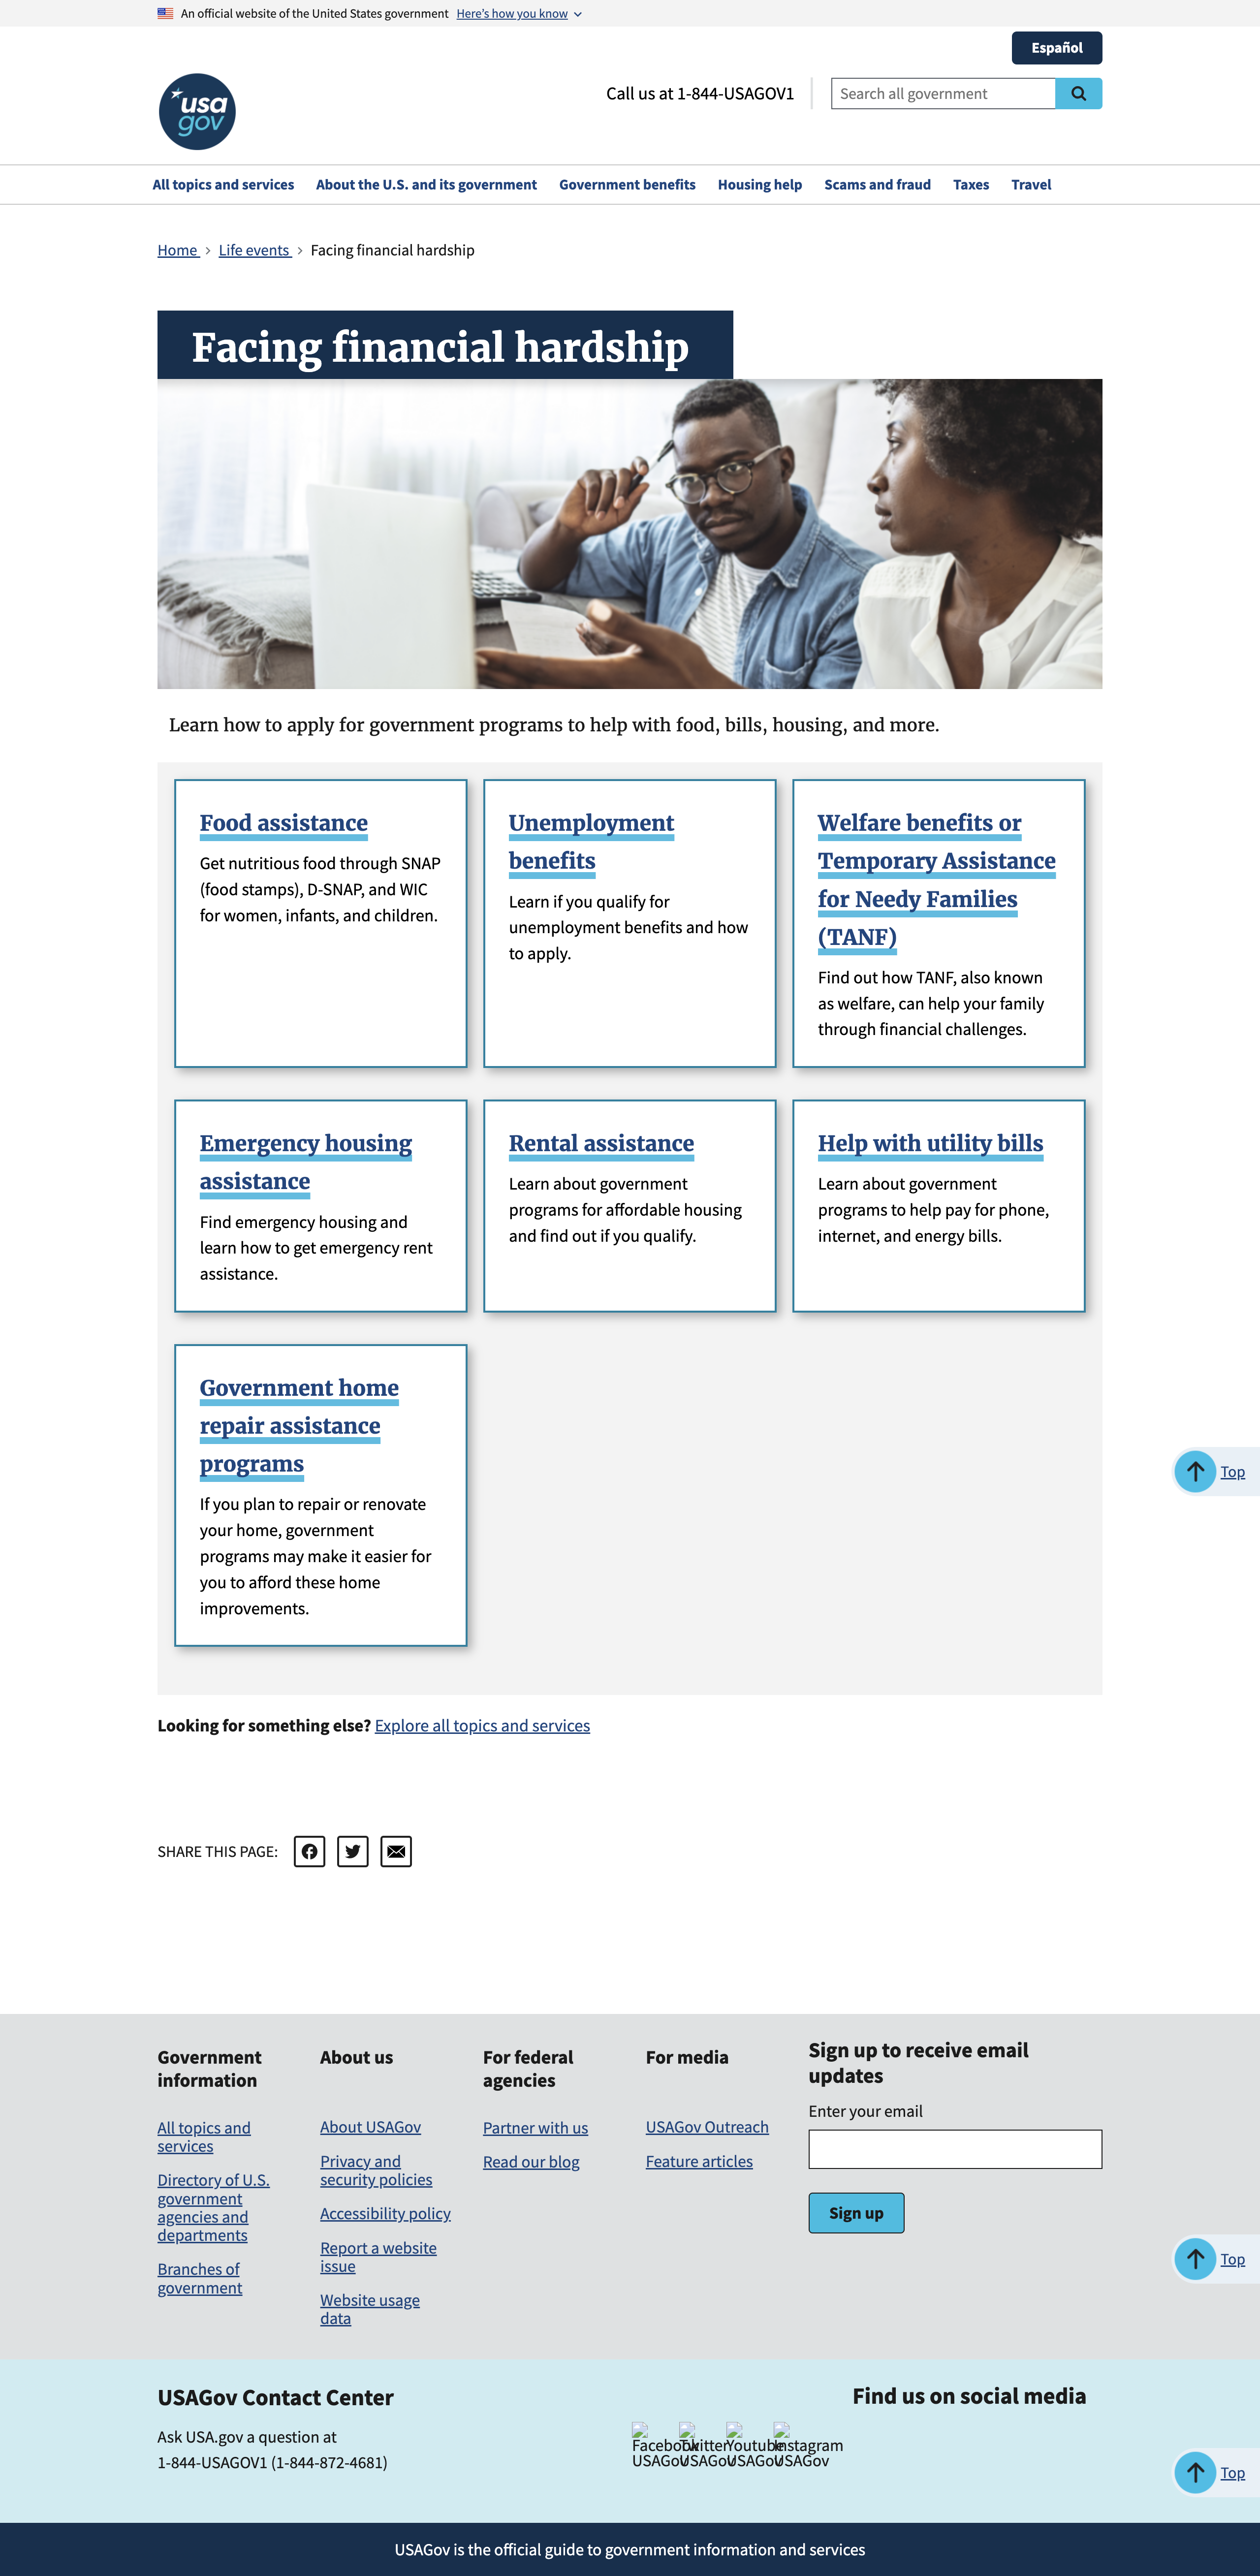 An official website of the United States government Here's how you know
Español
usa
gov
Call us at 1-844-USAGOV1
Search all government
All topics and services About the U.S. and its government Government benefits Housing help Scams and fraud Taxes Travel
Home Life events Facing financial hardship
Facing financial hardship
Learn how to apply for government programs to help with food, bills, housing, and more.
Food assistance
Get nutritious food through SNAP
(food stamps), D-SNAP, and WIC
for women, infants, and children.
Unemployment
benefits
Learn if you qualify for
unemployment benefits and how
to apply.
Welfare benefits or
Temporary Assistance
for Needy Families
(TANF)
Find out how TANF, also known
as welfare, can help your family
through financial challenges.
Emergency housing
assistance
Find emergency housing and
learn how to get emergency rent
assistance.
Rental assistance
Learn about government
programs for affordable housing
and find out if you qualify.
Help with utility bills
Learn about government
programs to help pay for phone,
internet, and energy bills.
Government home
repair assistance
programs
If you plan to repair or renovate
your home, government
programs may make it easier for
you to afford these home
improvements.
Top
Looking for something else? Explore all topics and services
SHARE THIS PAGE:
Government
information
All topics and
services
Directory of U.S.
government
agencies and
departments
Branches of
government
About us
About USAGov
Privacy and
security policies
Accessibility policy
Report a website
issue
Website usage
data
For federal
agencies
Partner with us
Read our blog
For media
USAGov Outreach
Feature articles
Sign up to receive email
updates
Enter your email
Sign up
Top
USAGov Contact Center
Ask USA.gov a question at
1-844-USAGOV1 (1-844-872-4681)
Find us on social media
Facebook Twitter Youtube Instagram
USAGov USAGov USAGov USAGov
Top
USAGov is the official guide to government information and services